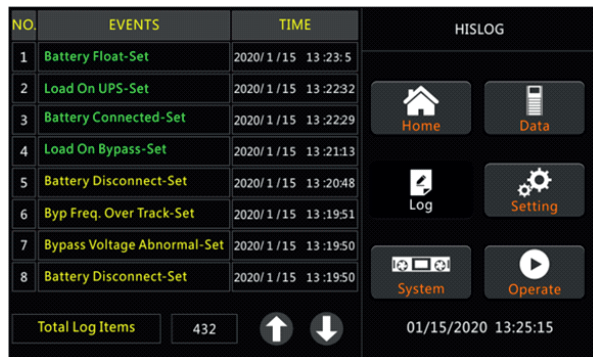 NO. EVENTS TIME
1 Battery Float-Set 2020/1/15 13:23:5
2 Load On UPS-Set 2020/1/15 13:2232
3 Battery Connected-Set 2020/1/15 13:2229
4 Load On Bypass-Set 2020/1/15 13:21:13
5 Battery Disconnect-Set 2020/1/15 13:20:48
6 Byp Freq. Over Track-Set 2020/1/15 13:19:51
7 Bypass Voltage Abnormal-Set 2020/1/15 13:19:50
8 Battery Disconnect-Set 2020/1/15 13:19:50
Total Log Items 432
HISLOG
Home Data
Log Setting
System Operate
01/15/2020 13:25:15